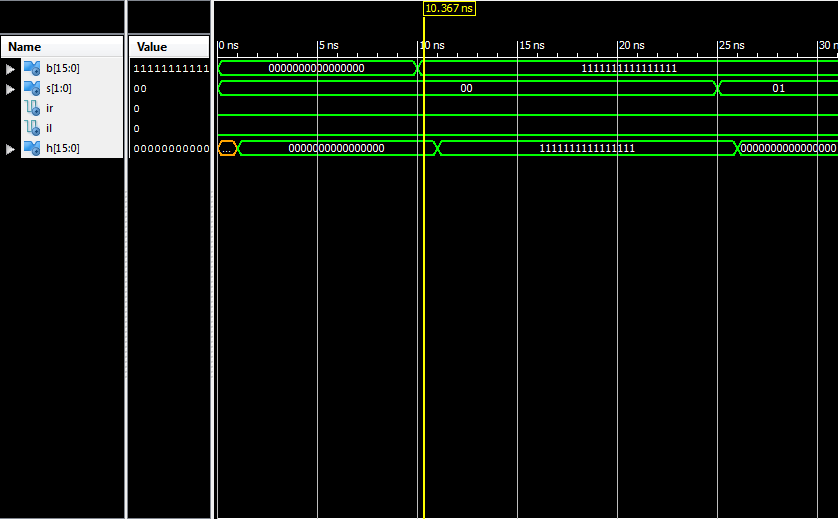 10.367 ns
Name Value 0 ns 5 ns 10 ns 15 ns 20 ns 25 ns 30 ns
b[15:0] 11111111111 0000000000000000 1111111111111111
s[1:0] 00 00 01
ir 0
il 0
h[15:0] 00000000000 ... 0000000000000000 1111111111111111 0000000000000000